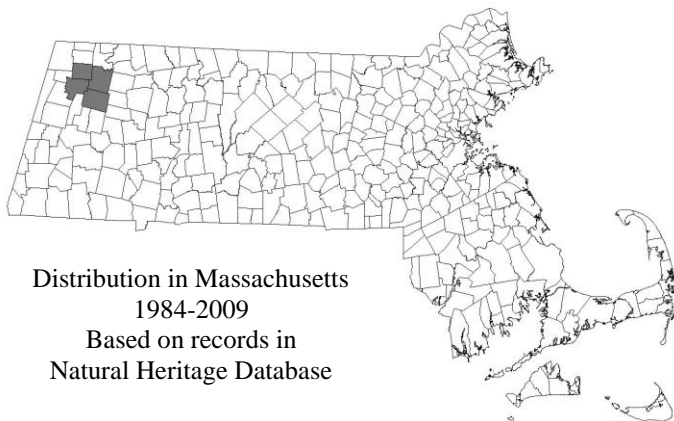 Distribution in Massachusetts
1984-2009
Based on records in
Natural Heritage Database